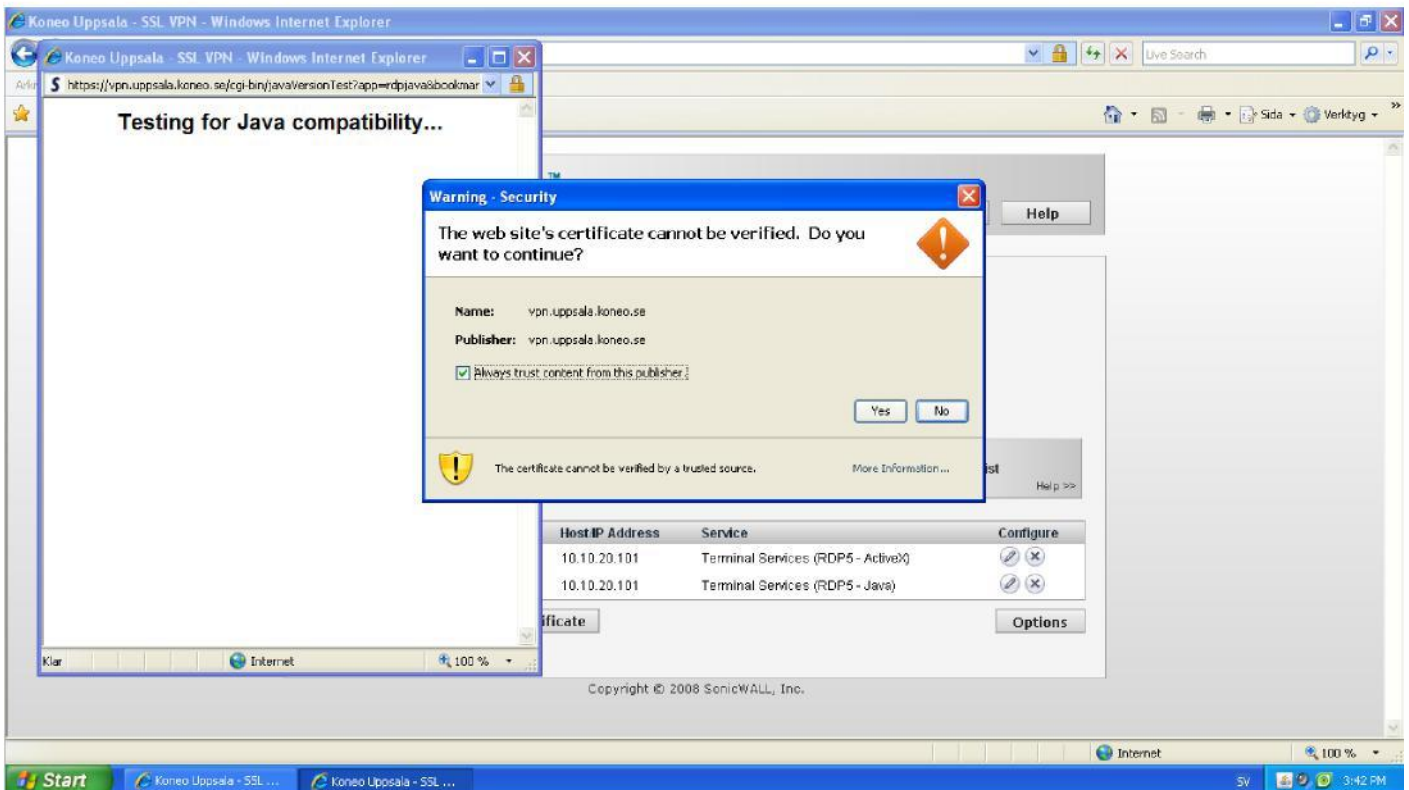 Koneo Uppsala - SSL VPN - Windows Internet Explorer
Koneo Uppsala - SSL VPN - Windows Internet Explorer
Live Search
https://vpn.uppsala.koneo.se/cgi-bin/javaVersionTest?app=rdpjava&bookmar
Sida
Verktyg
Testing for Java compatibility...
TM
Warning - Security
Help
The web site's certificate cannot be verified. Do you
want to continue?
Name: vpn.uppsala.koneo.se
Publisher: vpn.uppsala.koneo.se
Always trust content from this publisher.
Yes No
The certificate cannot be verified by a trusted source. More Information...
ist
Help >>
Host/IP Address Service Configure
10.10.20.101 Terminal Services (RDP5 - ActiveX)
10.10.20.101 Terminal Services (RDP5 - Java)
ificate Options
Klar Internet 100 %
Copyright © 2008 SonicWALL, Inc.
Internet 100 %
Start Koneo Uppsala - SSL ... Koneo Uppsala - SSL ... SV 3:42 PM